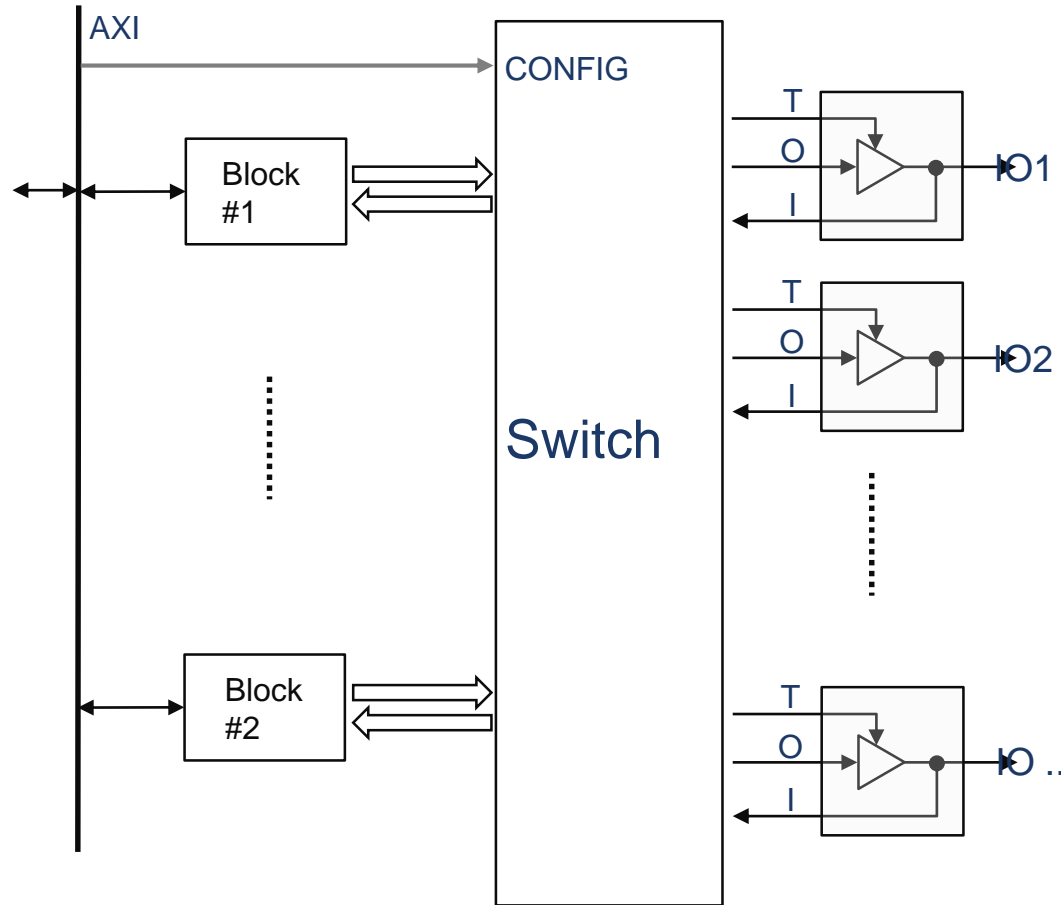 AXI
CONFIG
Block
#1
T
O
I
IO1
T
O
I
IO2
Switch
Block
#2
T
O
I
IO ..